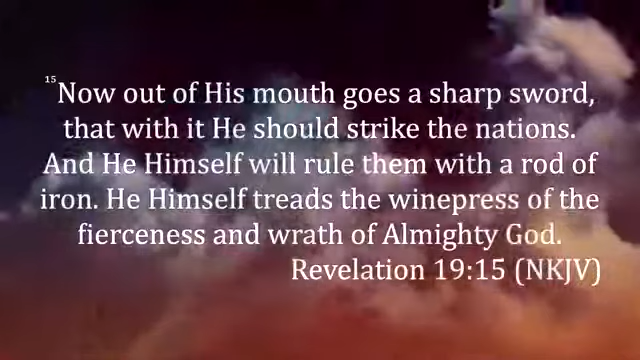 15Now out of His mouth goes a sharp sword,
that with it He should strike the nations.
And He Himself will rule them with a rod of
iron. He Himself treads the winepress of the
fierceness and wrath of Almighty God.
Revelation 19:15 (NKJV)